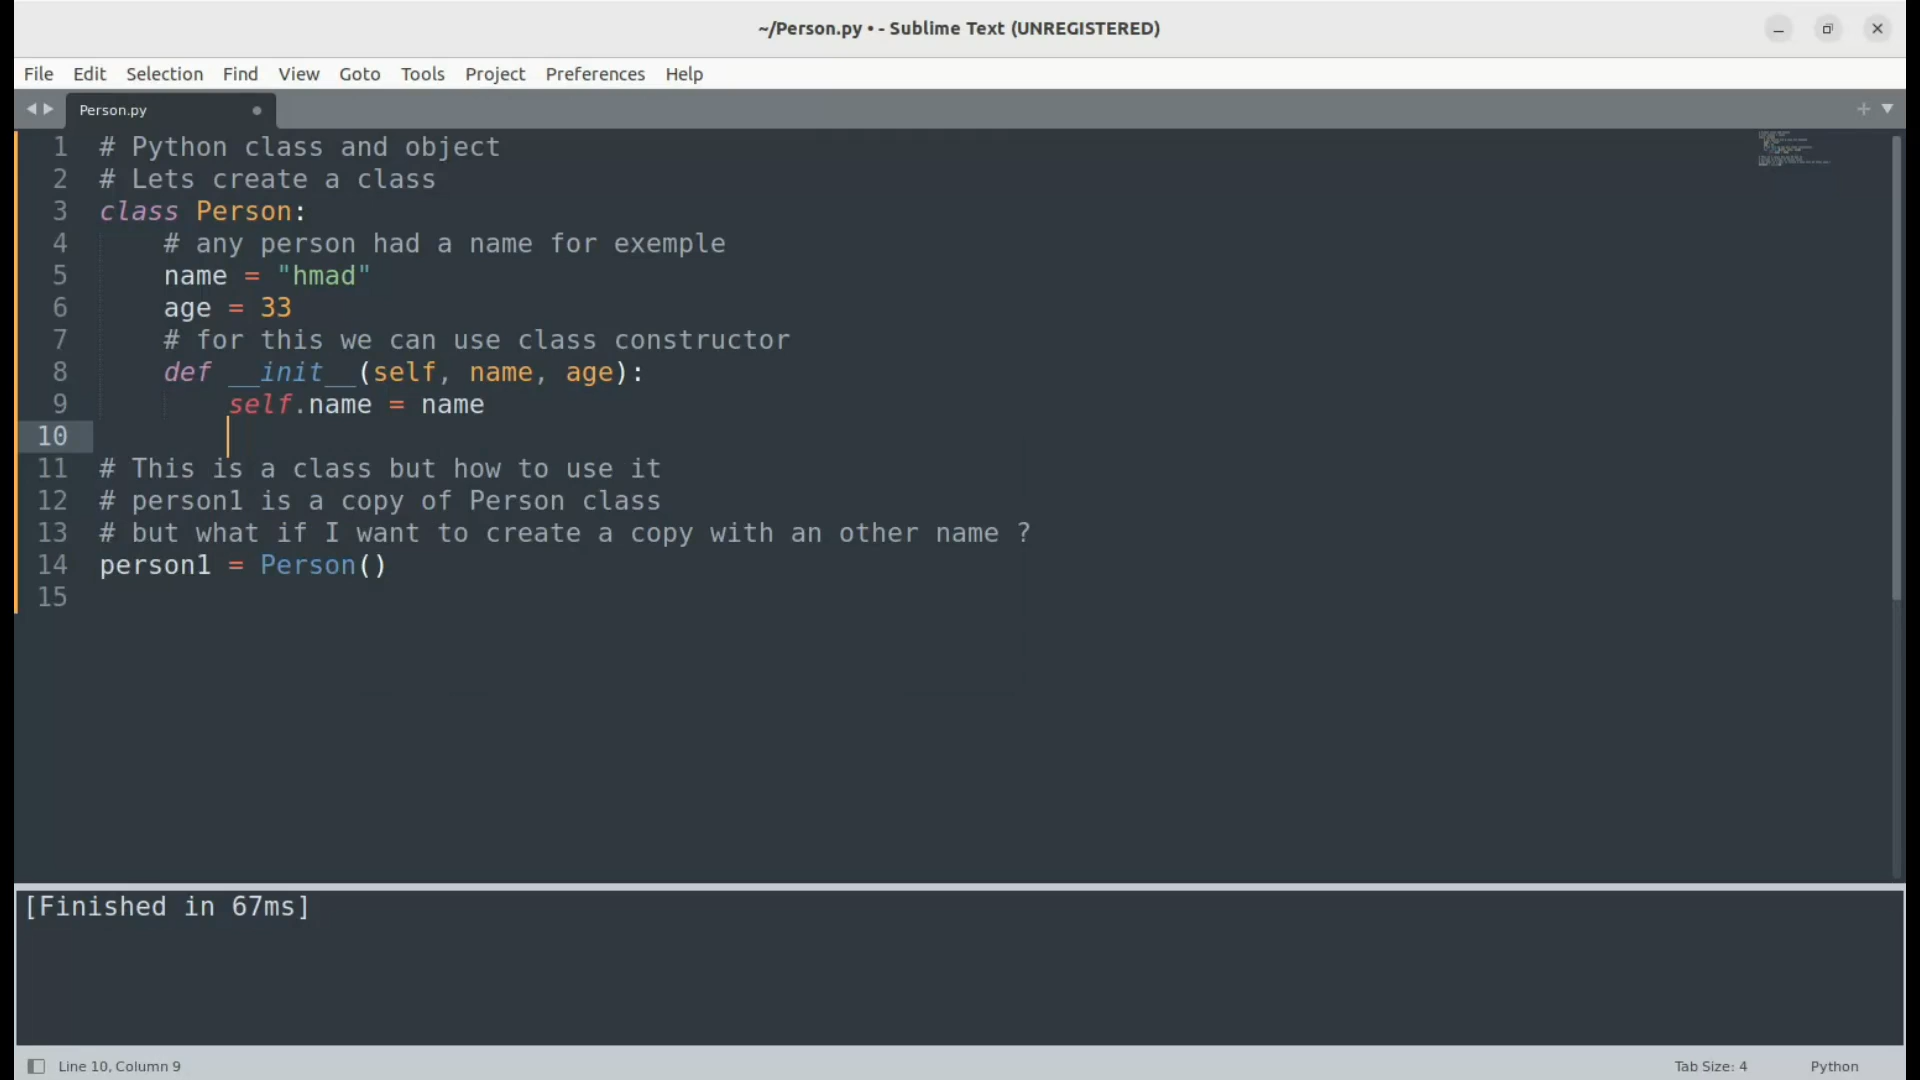 ~/Person.py • - Sublime Text (UNREGISTERED)
File Edit Selection Find View Goto Tools Project Preferences Help
Person.py
1 # Python class and object
2 # Lets create a class
3 class Person:
4     # any person had a name for exemple
5     name = "hmad"
6     age = 33
7     # for this we can use class constructor
8     def __init__(self, name, age):
9         self.name = name
10
11 # This is a class but how to use it
12 # person1 is a copy of Person class
13 # but what if I want to create a copy with an other name ?
14 person1 = Person()
15
[Finished in 67ms]
Line 10, Column 9 Tab Size: 4 Python